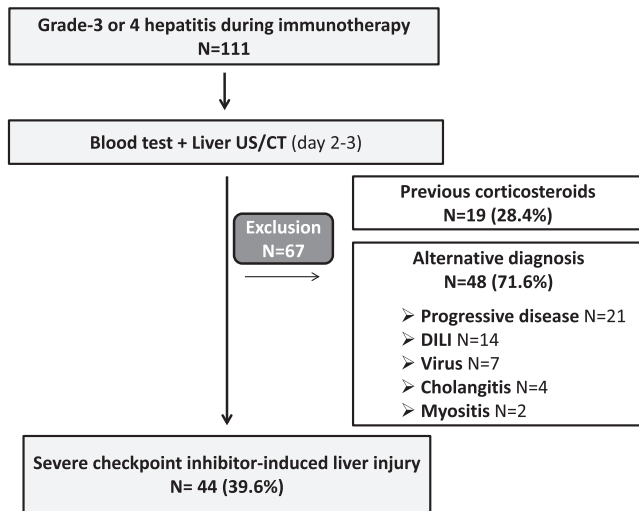 Grade-3 or 4 hepatitis during immunotherapy
N=111
Blood test + Liver US/CT (day 2-3)
Exclusion
N=67
Previous corticosteroids
N=19 (28.4%)
Alternative diagnosis
N=48 (71.6%)
➢ Progressive disease N=21
➢ DILI N=14
➢ Virus N=7
➢ Cholangitis N=4
➢ Myositis N=2
Severe checkpoint inhibitor-induced liver injury
N= 44 (39.6%)